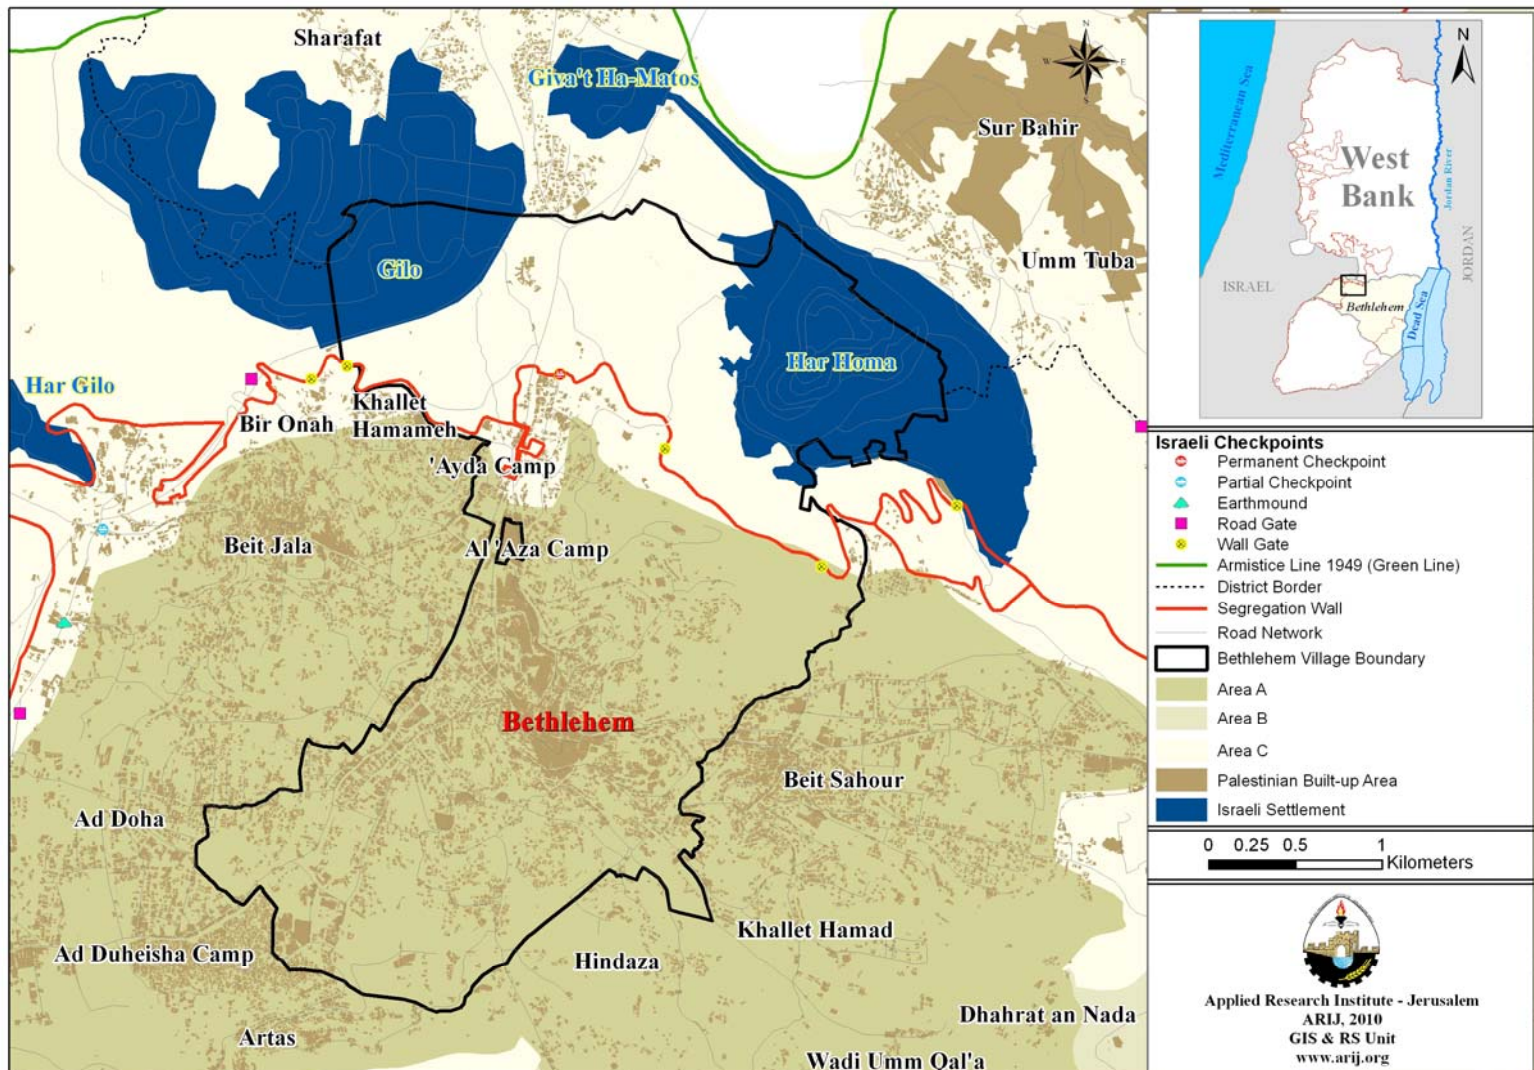 Sharafat
Giva't Ha-Matos
N
W
E
S
Sur Bahir
Umm Tuba
Gilo
Har Homa
Har Gilo
Bir Onah
Khallet
Hamameh
'Ayda Camp
Beit Jala
Al 'Aza Camp
Bethlehem
Beit Sahour
Ad Doha
Ad Duheisha Camp
Khallet Hamad
Hindaza
Artas
Dhahrat an Nada
Wadi Umm Qal'a
N
Mediterranean Sea
West
Bank
Jordan River
JORDAN
ISRAEL
Bethlehem
Dead Sea
Israeli Checkpoints
Permanent Checkpoint
Partial Checkpoint
Earthmound
Road Gate
Wall Gate
Armistice Line 1949 (Green Line)
District Border
Segregation Wall
Road Network
Bethlehem Village Boundary
Area A
Area B
Area C
Palestinian Built-up Area
Israeli Settlement
0 0.25 0.5 1
Kilometers
Applied Research Institute - Jerusalem
ARIJ, 2010
GIS & RS Unit
www.arij.org